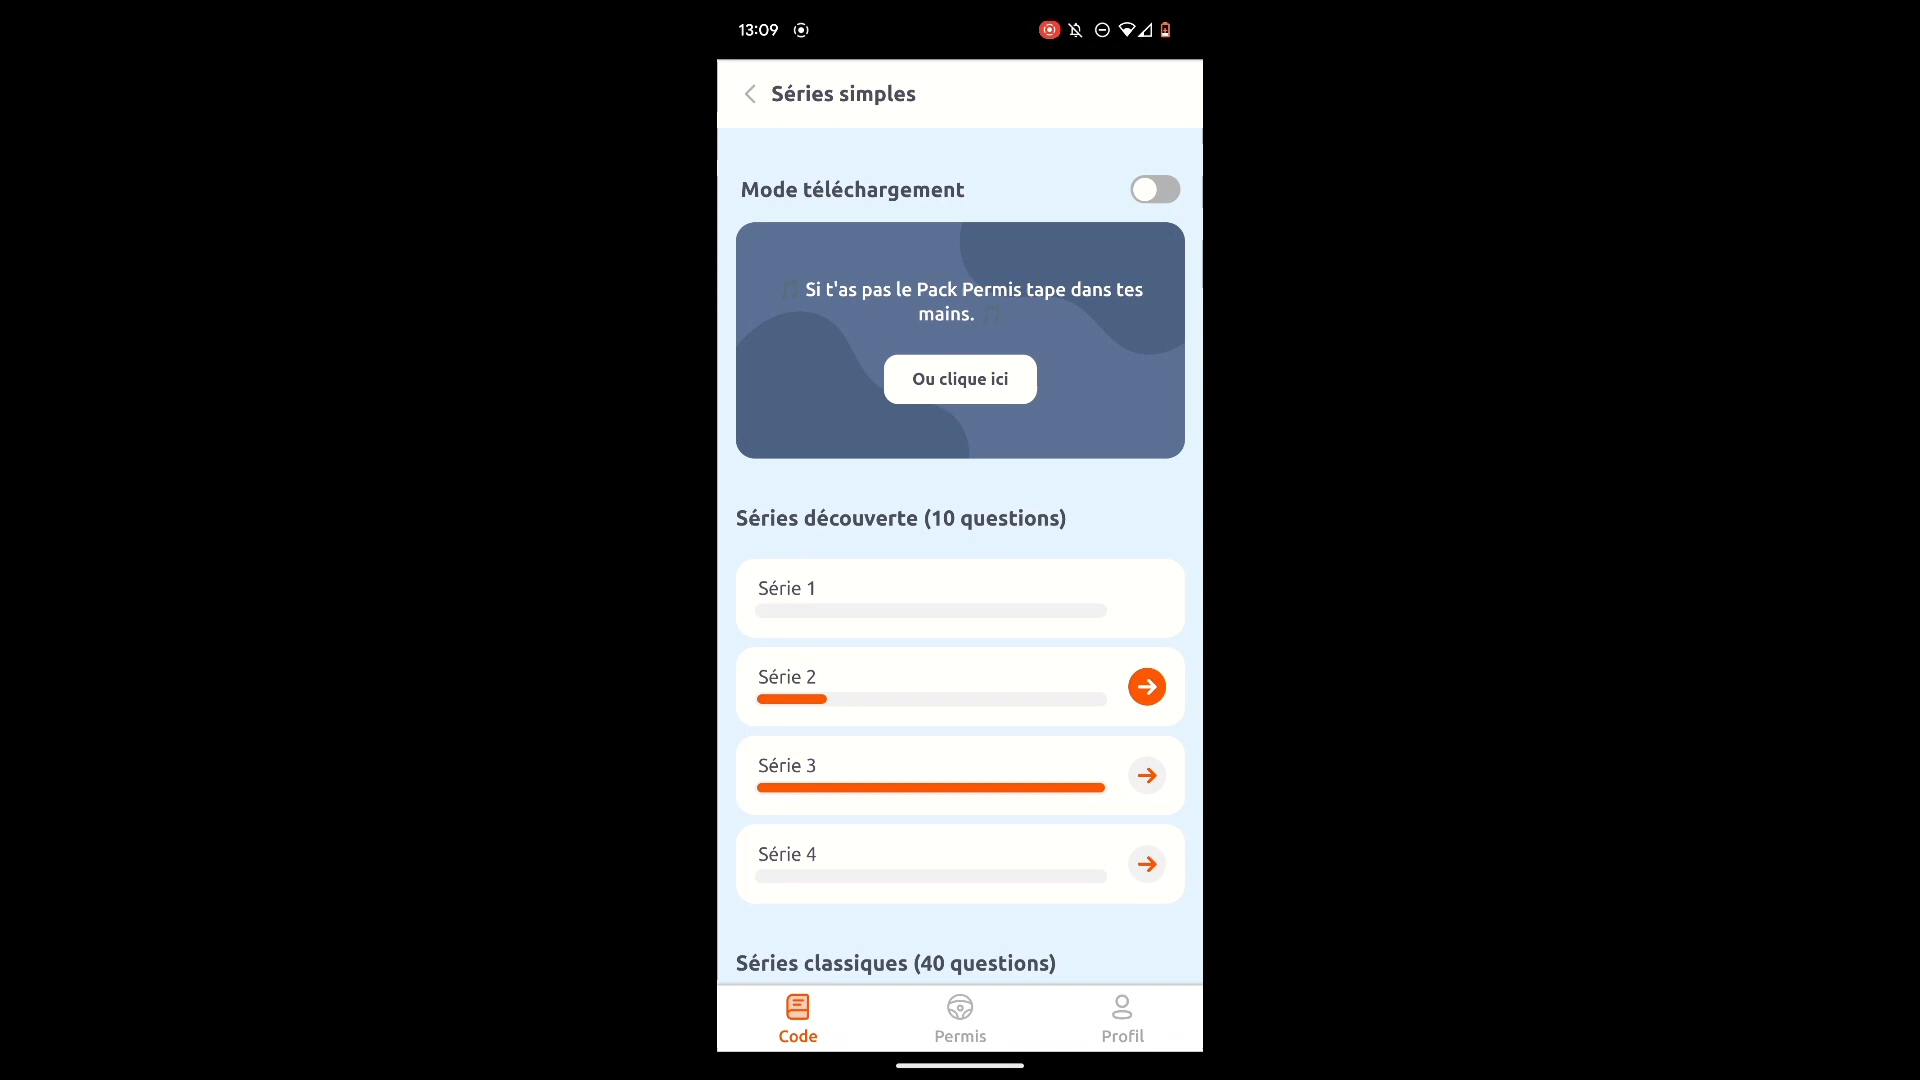 13:09
Séries simples
Mode téléchargement
🎵 Si t'as pas le Pack Permis tape dans tes
mains. 🎵
Ou clique ici
Séries découverte (10 questions)
Série 1
Série 2
Série 3
Série 4
Séries classiques (40 questions)
Code
Permis
Profil